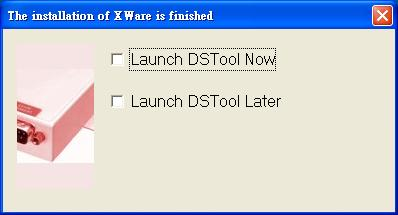 The installation of XWare is finished
Launch DSTool Now
Launch DSTool Later